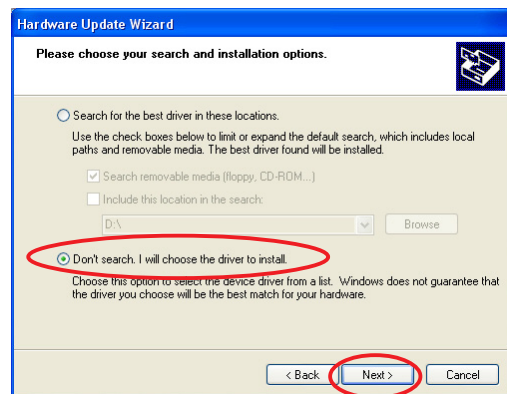 Hardware Update Wizard
Please choose your search and installation options.
Search for the best driver in these locations.
Use the check boxes below to limit or expand the default search, which includes local
paths and removable media. The best driver found will be installed.
Search removable media (floppy, CD-ROM...)
Include this location in the search:
D:\
Browse
Don't search. I will choose the driver to install.
Choose this option to select the device driver from a list. Windows does not guarantee that
the driver you choose will be the best match for your hardware.
< Back
Next >
Cancel